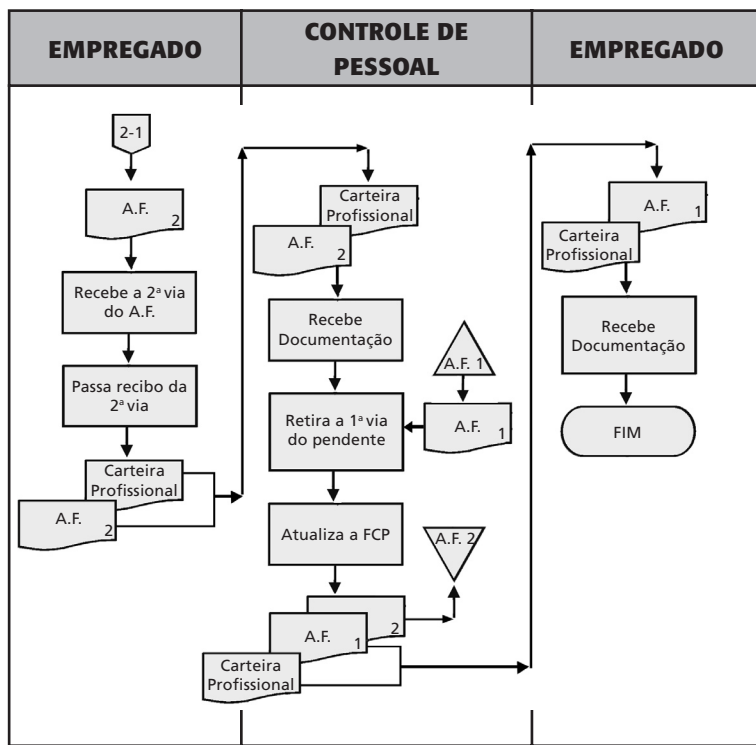 EMPREGADO
CONTROLE DE
PESSOAL
EMPREGADO
2-1
A.F.
2
Recebe a 2ª via
do A.F.
Passa recibo da
2ª via
Carteira
Profissional
A.F.
2
Carteira
Profissional
A.F.
2
Recebe
Documentação
A.F. 1
Retira a 1ª via
do pendente
A.F.
1
Atualiza a FCP
A.F. 2
2
A.F.
1
Carteira
Profissional
A.F.
1
Carteira
Profissional
Recebe
Documentação
FIM